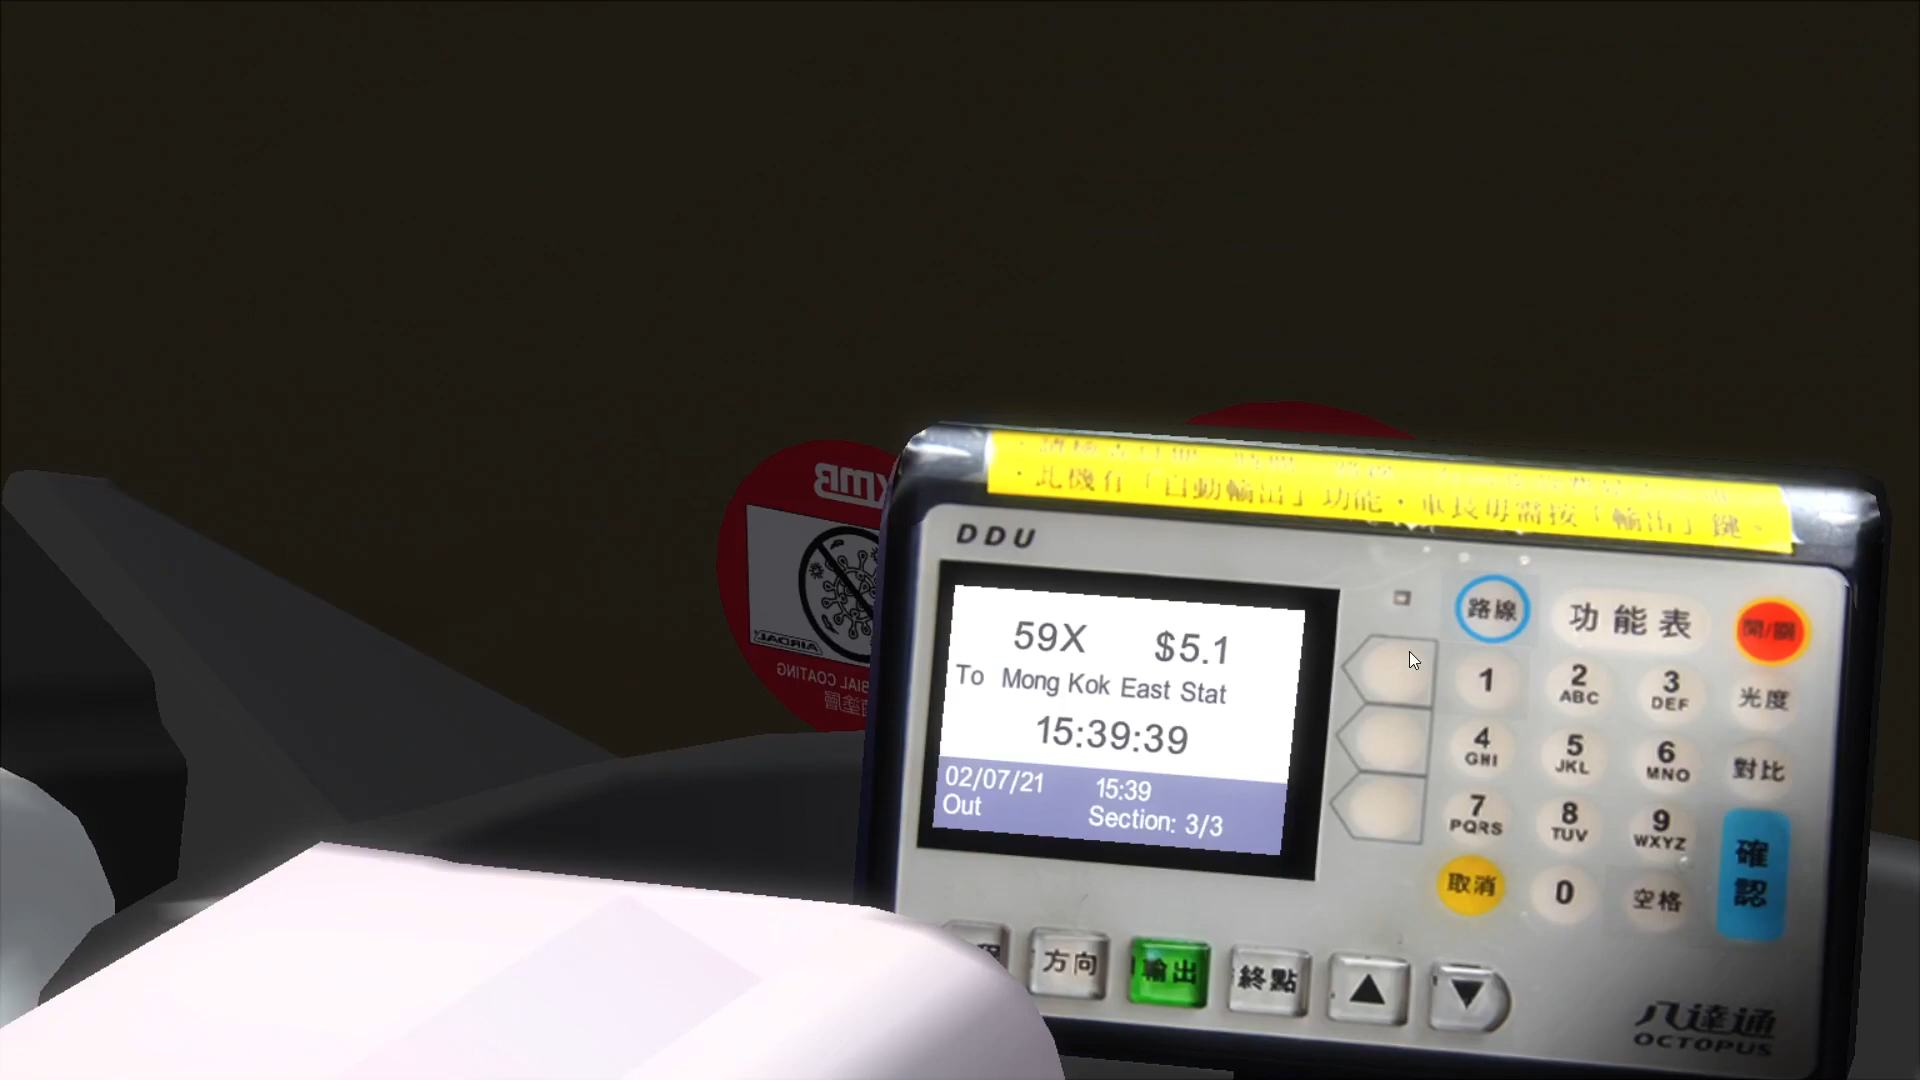 · 此機有「自動輸出」功能，車長毋需按「輸出」鍵。
DDU
59X $5.1
To Mong Kok East Stat
15:39:39
02/07/21 15:39
Out Section: 3/3
路線 功能表 開/關
1 2 ABC 3 DEF 光度
4 GHI 5 JKL 6 MNO 對比
7 PQRS 8 TUV 9 WXYZ 確認
取消 0 空格
方向 輸出 終點 ▲ ▼
八達通
OCTOPUS
KMB
COATING